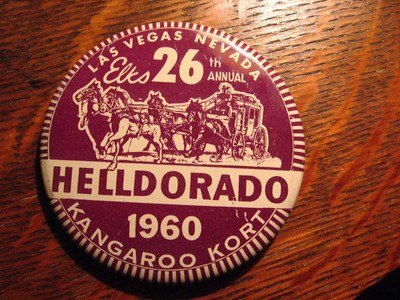 LAS VEGAS NEVADA
Elks 26th ANNUAL
HELLDORADO
1960
KANGAROO KORT